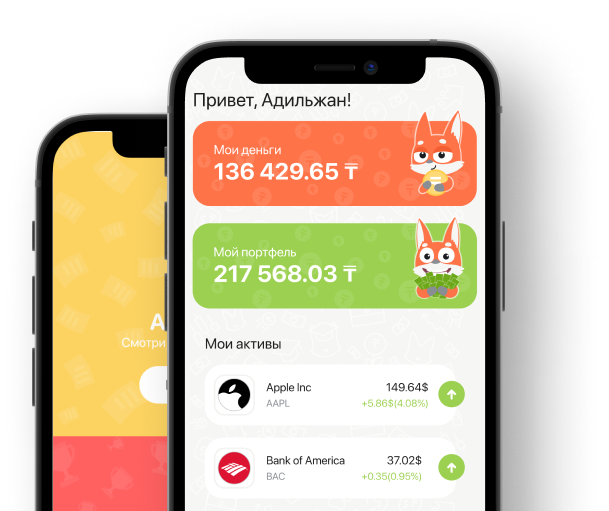 Привет, Адильжан!
Мои деньги
136 429.65 ₸
Мой портфель
217 568.03 ₸
Смотри
Мои активы
Apple Inc
149.64$
AAPL
+5.86$(4.08%)
Bank of America
37.02$
BAC
+0.35(0.95%)